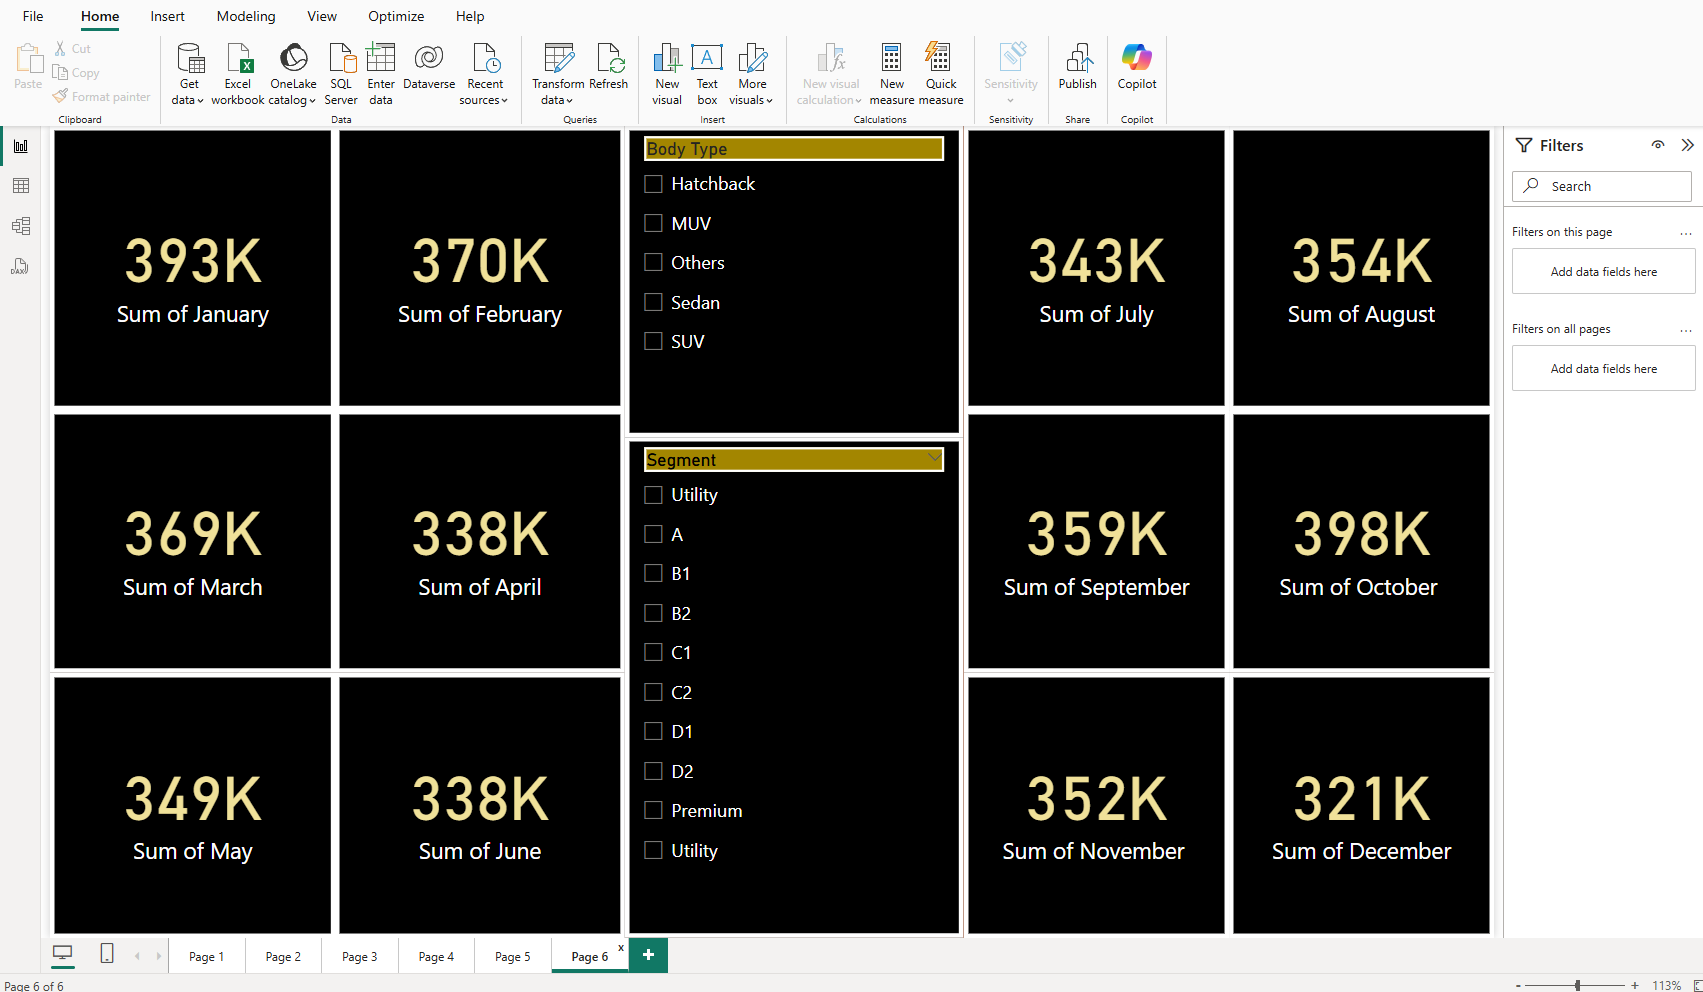 File Home Insert Modeling View Optimize Help
Paste
Cut
Copy
Format painter
Clipboard
Get data
Excel workbook
OneLake catalog
SQL Server
Enter data
Dataverse
Recent sources
Data
Transform data
Refresh
Queries
New visual
Text box
More visuals
Insert
New visual calculation
New measure
Quick measure
Calculations
Sensitivity
Sensitivity
Publish
Share
Copilot
Copilot
393K
Sum of January
370K
Sum of February
369K
Sum of March
338K
Sum of April
349K
Sum of May
338K
Sum of June
Body Type
Hatchback
MUV
Others
Sedan
SUV
Segment
Utility
A
B1
B2
C1
C2
D1
D2
Premium
Utility
343K
Sum of July
354K
Sum of August
359K
Sum of September
398K
Sum of October
352K
Sum of November
321K
Sum of December
Filters
Search
Filters on this page ...
Add data fields here
Filters on all pages ...
Add data fields here
Page 1 Page 2 Page 3 Page 4 Page 5 Page 6 x +
Page 6 of 6
- + 113%